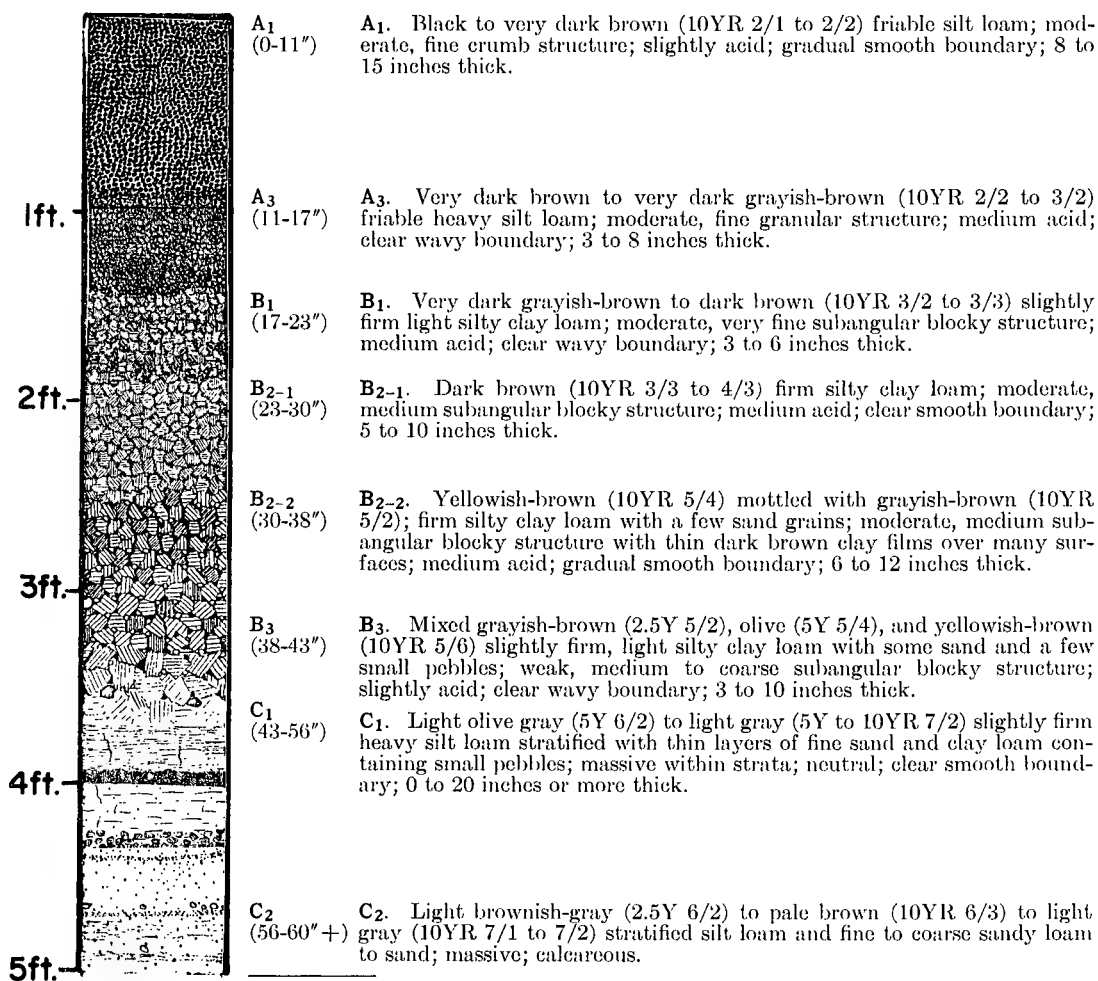 A1
(0-11")
A1. Black to very dark brown (10YR 2/1 to 2/2) friable silt loam; mod-
erate, fine crumb structure; slightly acid; gradual smooth boundary; 8 to
15 inches thick.
1ft.
A3
(11-17")
A3. Very dark brown to very dark grayish-brown (10YR 2/2 to 3/2)
friable heavy silt loam; moderate, fine granular structure; medium acid;
clear wavy boundary; 3 to 8 inches thick.
B1
(17-23")
B1. Very dark grayish-brown to dark brown (10YR 3/2 to 3/3) slightly
firm light silty clay loam; moderate, very fine subangular blocky structure;
medium acid; clear wavy boundary; 3 to 6 inches thick.
2ft.
B2-1
(23-30")
B2-1. Dark brown (10YR 3/3 to 4/3) firm silty clay loam; moderate,
medium subangular blocky structure; medium acid; clear smooth boundary;
5 to 10 inches thick.
B2-2
(30-38")
B2-2. Yellowish-brown (10YR 5/4) mottled with grayish-brown (10YR
5/2); firm silty clay loam with a few sand grains; moderate, medium sub-
angular blocky structure with thin dark brown clay films over many sur-
faces; medium acid; gradual smooth boundary; 6 to 12 inches thick.
3ft.
B3
(38-43")
B3. Mixed grayish-brown (2.5Y 5/2), olive (5Y 5/4), and yellowish-brown
(10YR 5/6) slightly firm, light silty clay loam with some sand and a few
small pebbles; weak, medium to coarse subangular blocky structure;
slightly acid; clear wavy boundary; 3 to 10 inches thick.
C1
(43-56")
C1. Light olive gray (5Y 6/2) to light gray (5Y to 10YR 7/2) slightly firm
heavy silt loam stratified with thin layers of fine sand and clay loam con-
taining small pebbles; massive within strata; neutral; clear smooth bound-
ary; 0 to 20 inches or more thick.
4ft.
C2
(56-60"+)
C2. Light brownish-gray (2.5Y 6/2) to pale brown (10YR 6/3) to light
gray (10YR 7/1 to 7/2) stratified silt loam and fine to coarse sandy loam
to sand; massive; calcareous.
5ft.